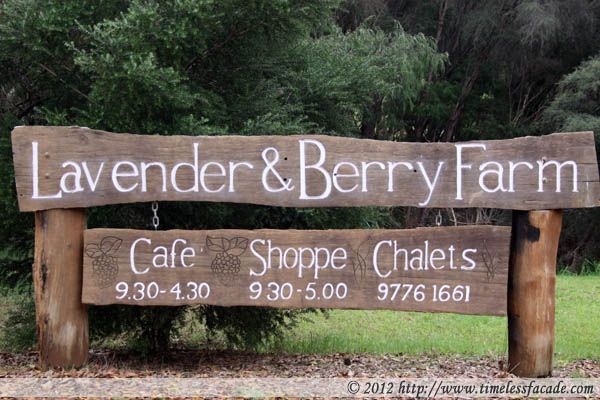 Lavender & Berry Farm
Cafe Shoppe Chalets
9.30-4.30 9.30-5.00 9776 1661
© 2012 http://www.timelessfacade.com